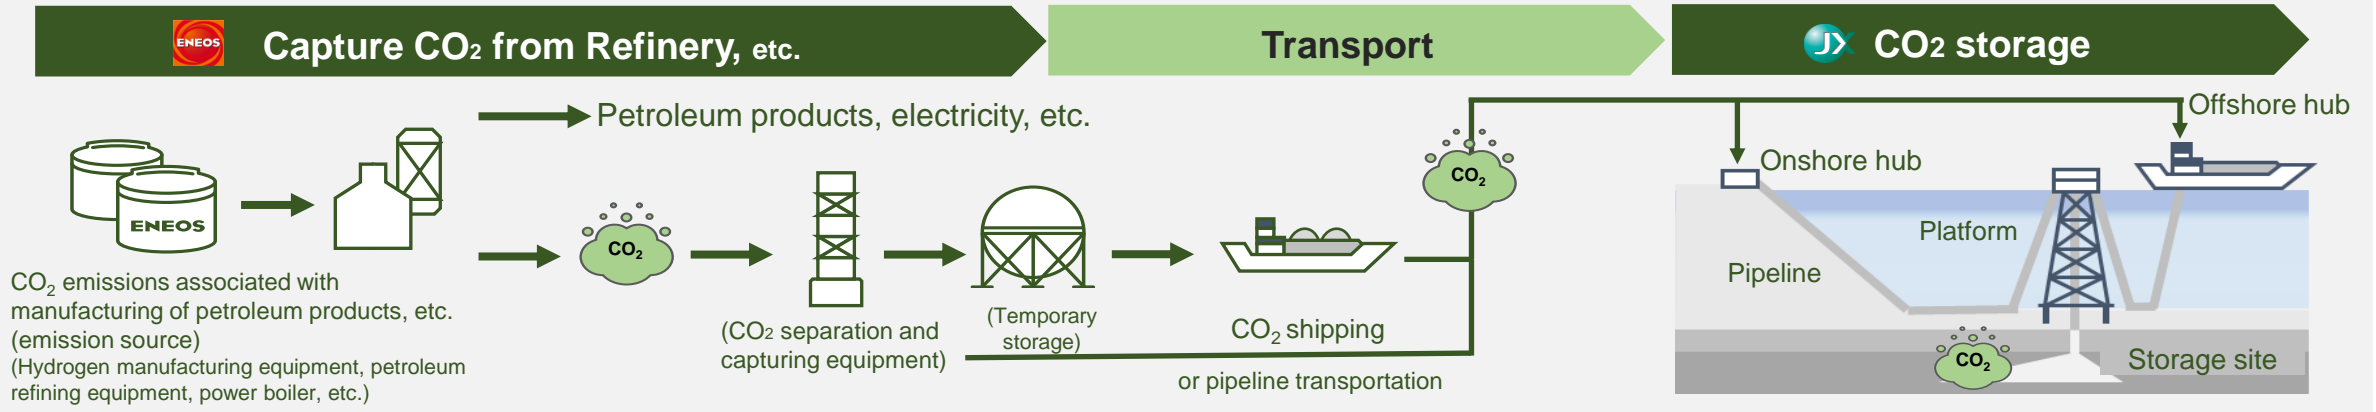 ENEOS
Capture CO₂ from Refinery, etc.
Transport
JX
CO₂ storage
Petroleum products, electricity, etc.
ENEOS
CO₂
CO₂ emissions associated with
manufacturing of petroleum products, etc.
(emission source)
(Hydrogen manufacturing equipment, petroleum
refining equipment, power boiler, etc.)
(CO₂ separation and
capturing equipment)
(Temporary
storage)
CO₂ shipping
or pipeline transportation
CO₂
Offshore hub
Onshore hub
Platform
Pipeline
CO₂
Storage site